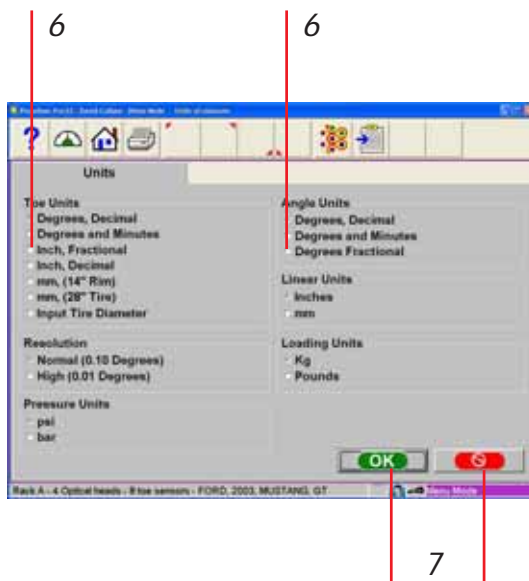 6 6
Units
Toe Units
Degrees, Decimal
Degrees and Minutes
Inch, Fractional
Inch, Decimal
mm, (14" Rim)
mm, (28" Tire)
Input Tire Diameter
Resolution
Normal (0.10 Degrees)
High (0.01 Degrees)
Pressure Units
psi
bar
Angle Units
Degrees, Decimal
Degrees and Minutes
Degrees Fractional
Linear Units
Inches
mm
Loading Units
Kg
Pounds
OK
Rack A - 4 Optical heads - 8 toe sensors - FORD, 2003, MUSTANG, GT
Menu Mode
7